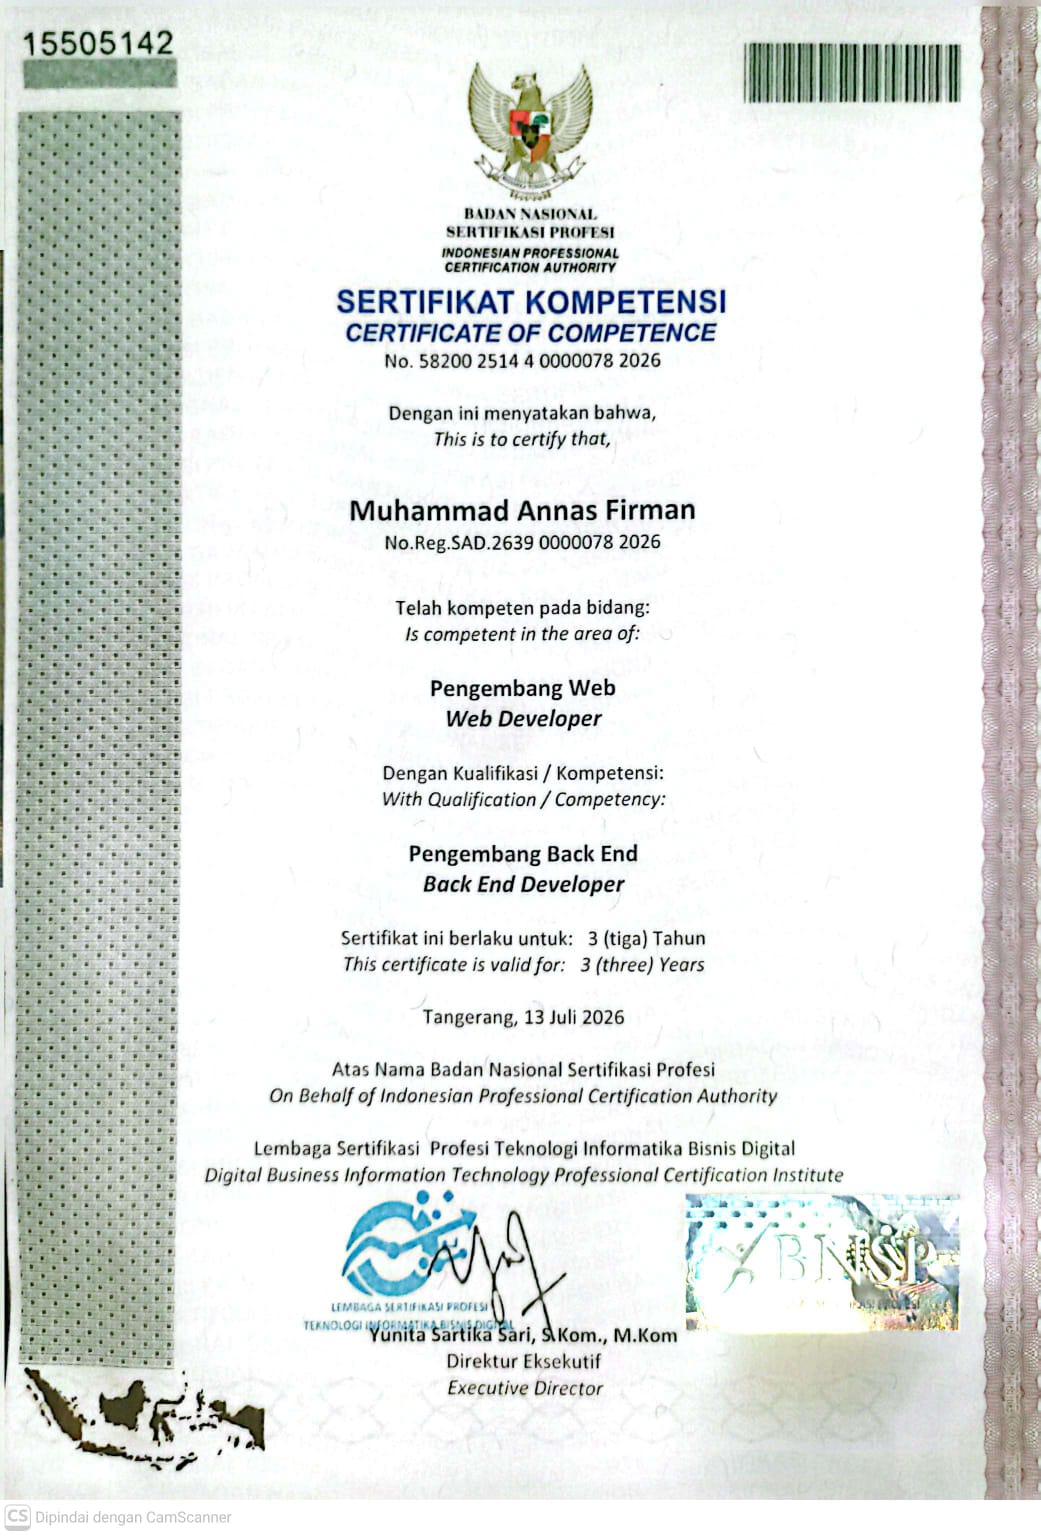 15505142
BADAN NASIONAL
SERTIFIKASI PROFESI
INDONESIAN PROFESSIONAL
CERTIFICATION AUTHORITY
SERTIFIKAT KOMPETENSI
CERTIFICATE OF COMPETENCE
No. 58200 2514 4 0000078 2026
Dengan ini menyatakan bahwa,
This is to certify that,
Muhammad Annas Firman
No.Reg.SAD.2639 0000078 2026
Telah kompeten pada bidang:
Is competent in the area of:
Pengembang Web
Web Developer
Dengan Kualifikasi / Kompetensi:
With Qualification / Competency:
Pengembang Back End
Back End Developer
Sertifikat ini berlaku untuk: 3 (tiga) Tahun
This certificate is valid for: 3 (three) Years
Tangerang, 13 Juli 2026
Atas Nama Badan Nasional Sertifikasi Profesi
On Behalf of Indonesian Professional Certification Authority
Lembaga Sertifikasi Profesi Teknologi Informatika Bisnis Digital
Digital Business Information Technology Professional Certification Institute
BNSP
LEMBAGA SERTIFIKASI PROFESI
TEKNOLOGI INFORMATIKA BISNIS DIGITAL
Yunita Sartika Sari, S.Kom., M.Kom
Direktur Eksekutif
Executive Director
CS Dipindai dengan CamScanner